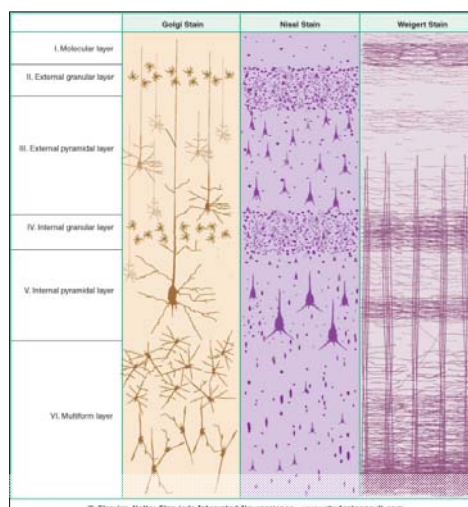 Golgi Stain
Nissl Stain
Weigert Stain
I. Molecular layer
II. External granular layer
III. External pyramidal layer
IV. Internal granular layer
V. Internal pyramidal layer
VI. Multiform layer